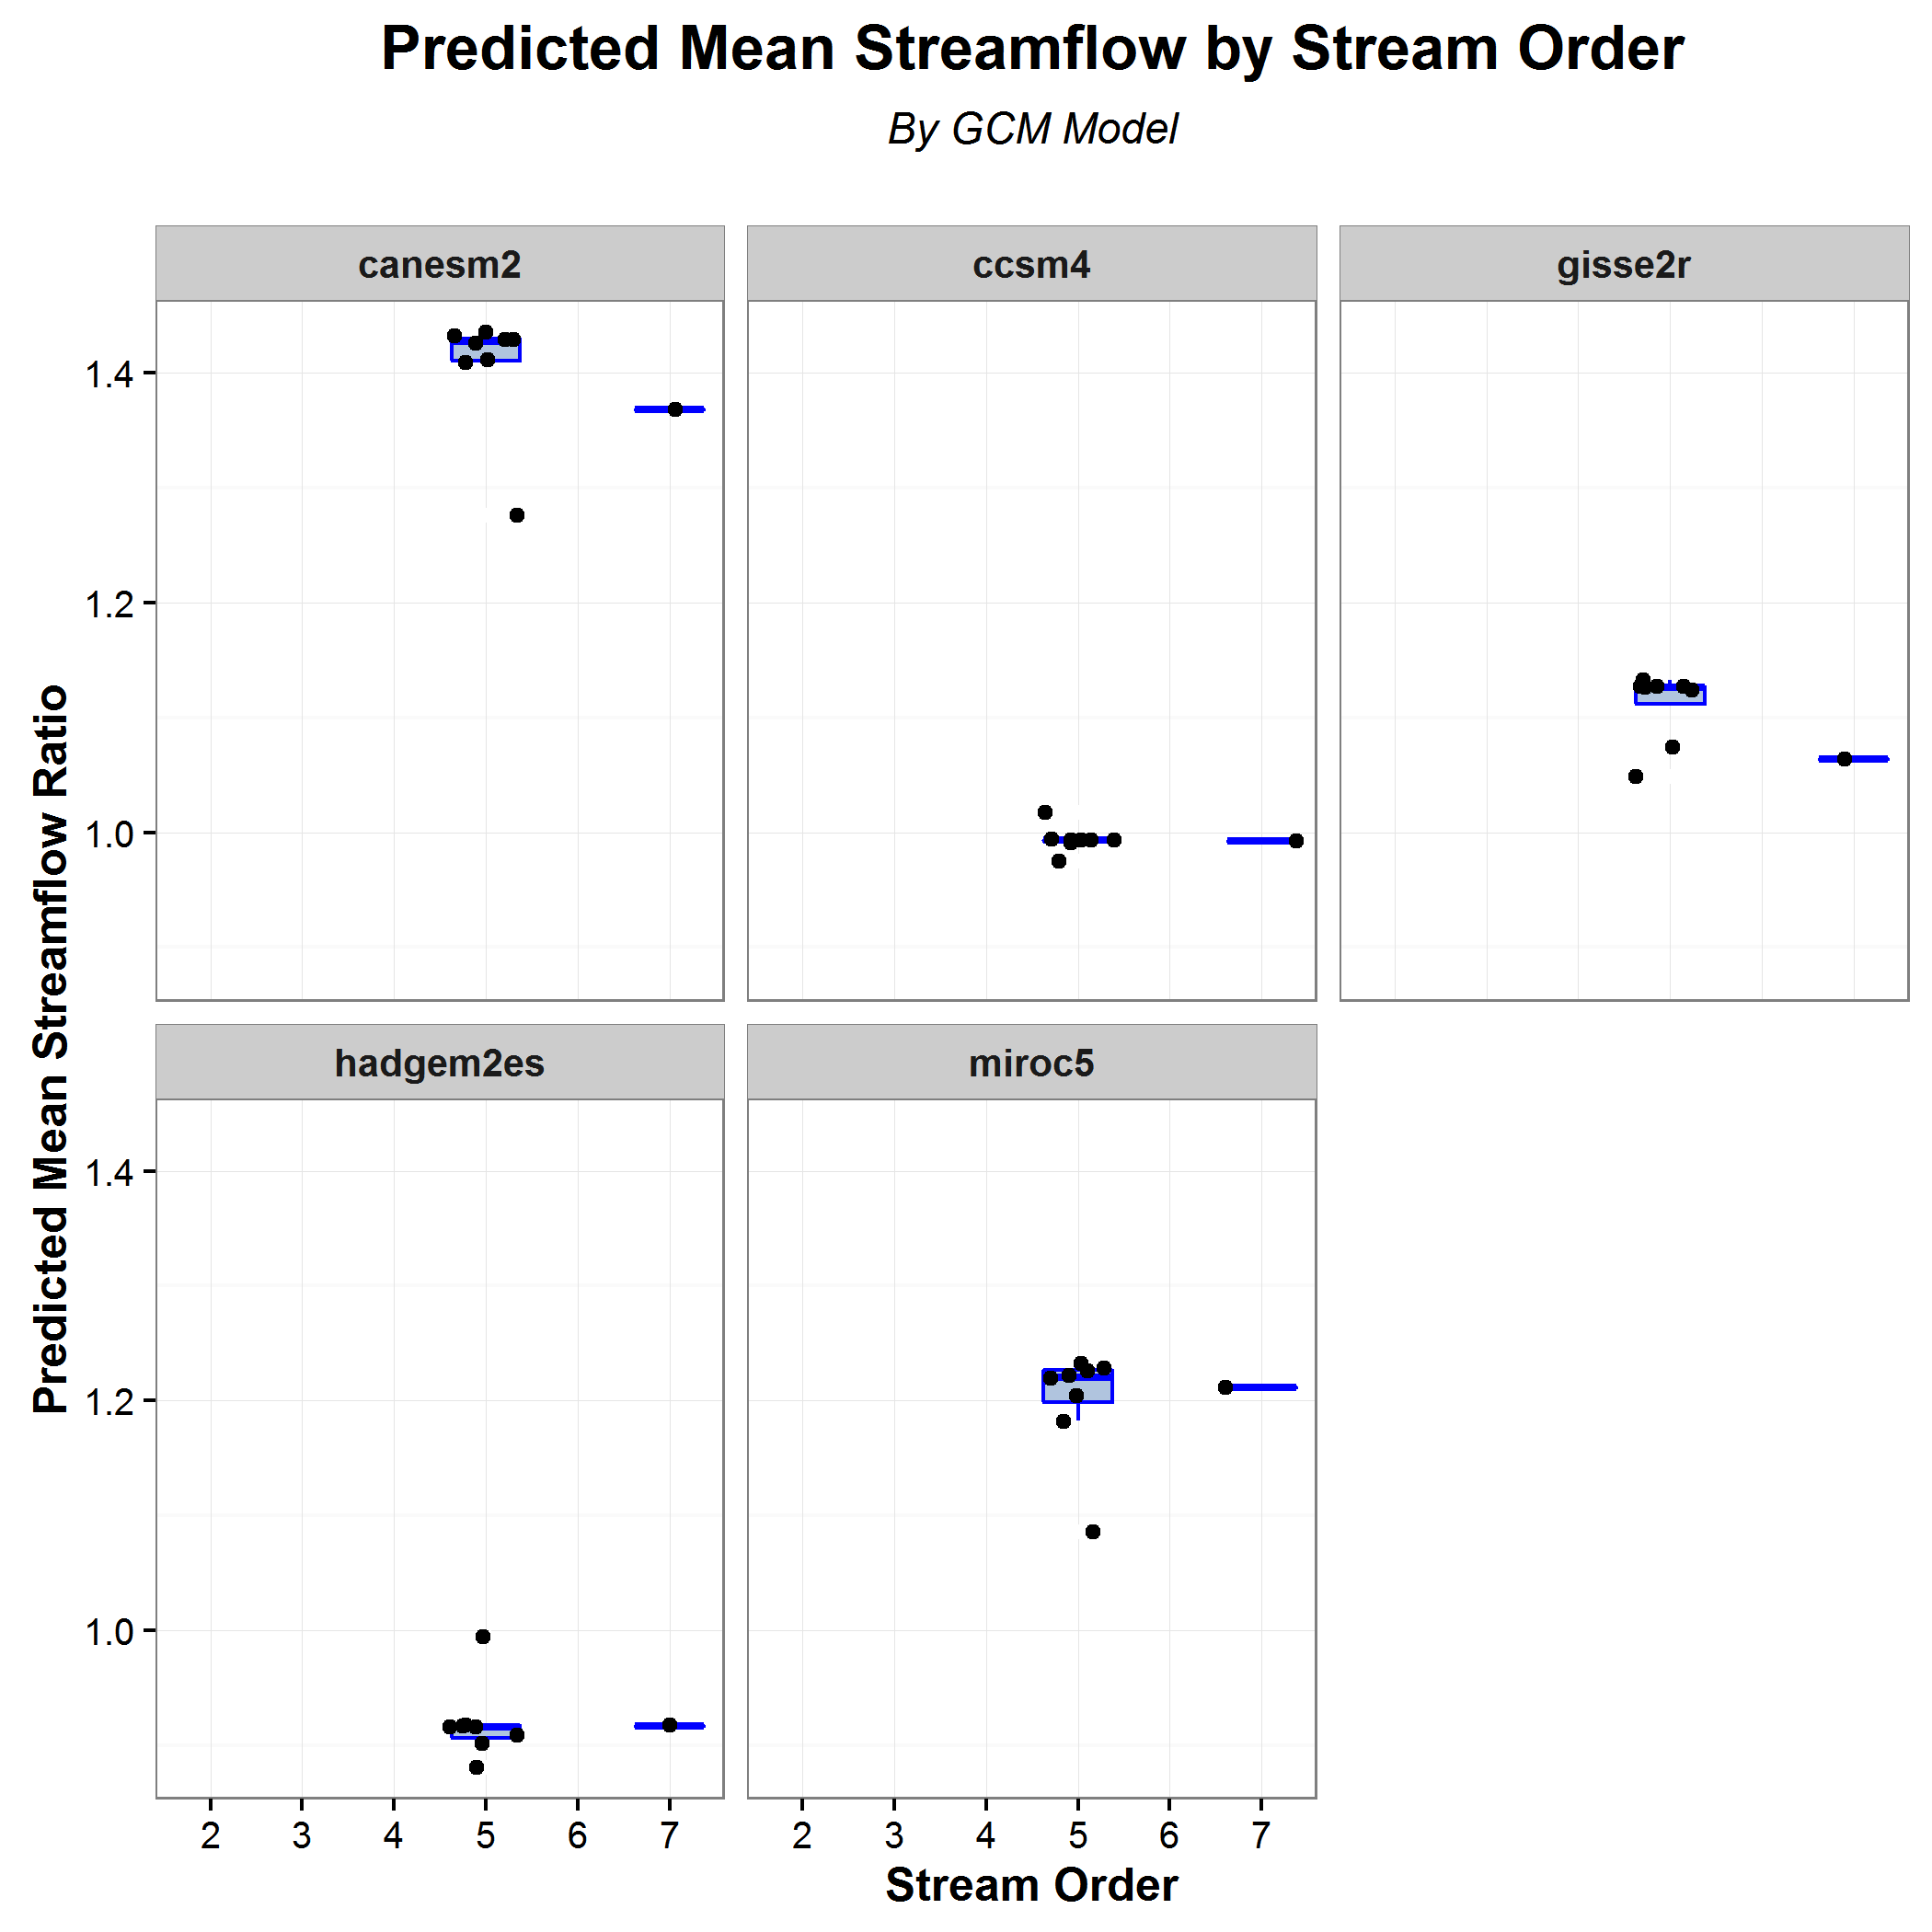 Predicted Mean Streamflow by Stream Order
By GCM Model
canesm2
ccsm4
gisse2r
1.4
1.2
1.0
Predicted Mean Streamflow Ratio
hadgem2es
miroc5
1.4
1.2
1.0
2 3 4 5 6 7
2 3 4 5 6 7
Stream Order